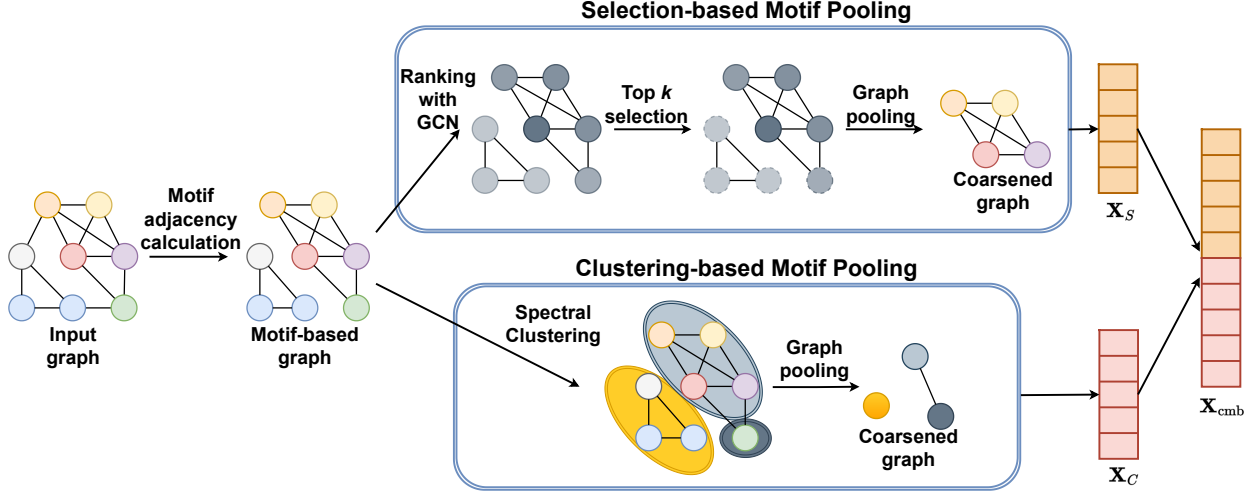 Selection-based Motif Pooling
Ranking
with
GCN
Top k
selection
Graph
pooling
Coarsened
graph
X_S
Motif
adjacency
calculation
Input
graph
Motif-based
graph
Clustering-based Motif Pooling
Spectral
Clustering
Graph
pooling
Coarsened
graph
X_C
X_cmb